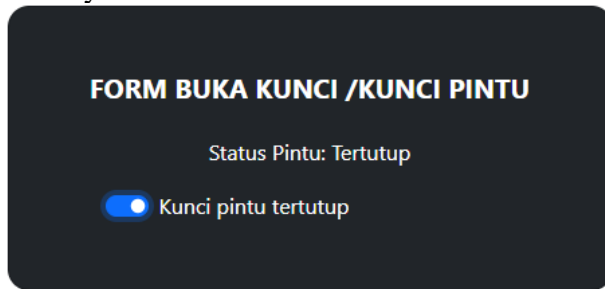 FORM BUKA KUNCI /KUNCI PINTU
Status Pintu: Tertutup
Kunci pintu tertutup